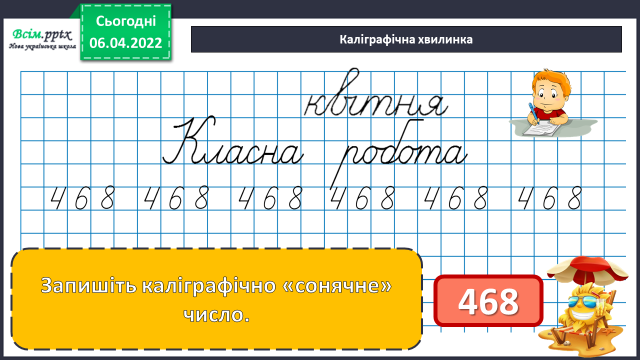 Всім.pptx
Нова українська школа
Сьогодні
06.04.2022
Каліграфічна хвилинка
квітня
Класна робота
468 468 468 468 468 468
Запишіть каліграфічно «сонячне»
число.
468